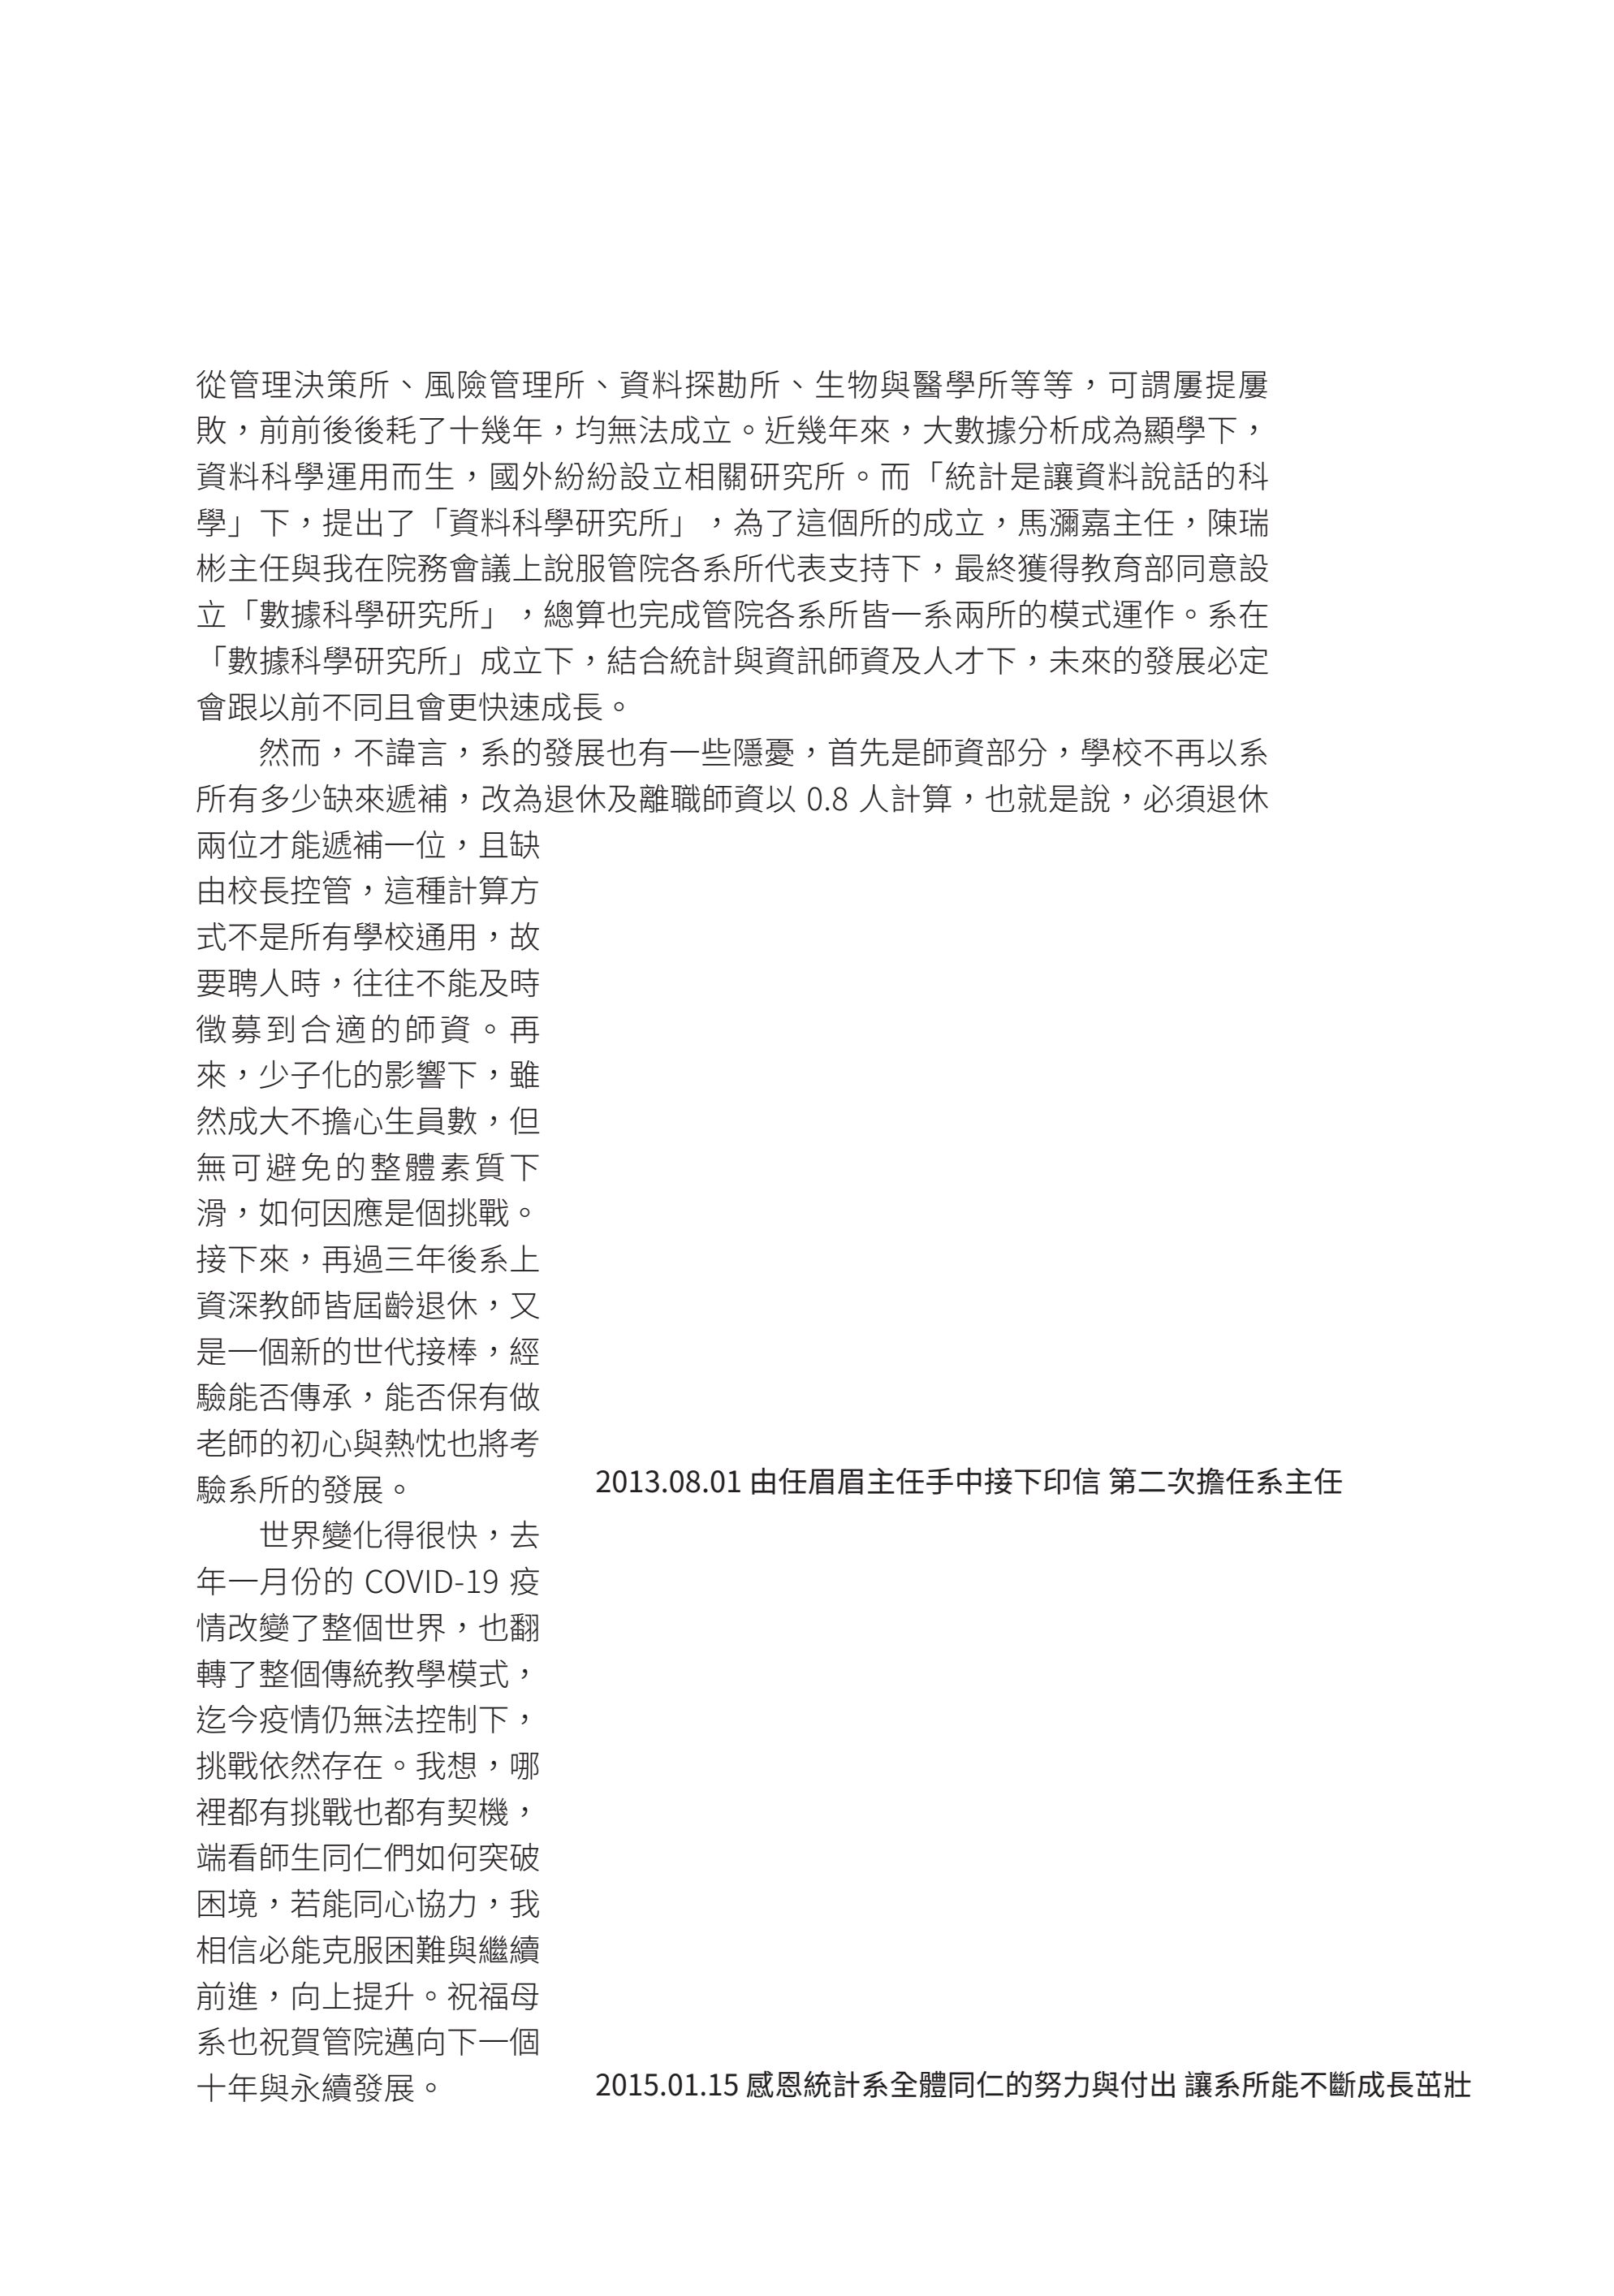 從管理決策所、風險管理所、資料探勘所、生物與醫學所等等，可謂屢提屢
敗，前前後後耗了十幾年，均無法成立。近幾年來，大數據分析成為顯學下，
資料科學運用而生，國外紛紛設立相關研究所。而「統計是讓資料說話的科
學」下，提出了「資料科學研究所」，為了這個所的成立，馬瀰嘉主任，陳瑞
彬主任與我在院務會議上說服管院各系所代表支持下，最終獲得教育部同意設
立「數據科學研究所」，總算也完成管院各系所皆一系兩所的模式運作。系在
「數據科學研究所」成立下，結合統計與資訊師資及人才下，未來的發展必定
會跟以前不同且會更快速成長。
然而，不諱言，系的發展也有一些隱憂，首先是師資部分，學校不再以系
所有多少缺來遞補，改為退休及離職師資以 0.8 人計算，也就是說，必須退休
兩位才能遞補一位，且缺
由校長控管，這種計算方
式不是所有學校通用，故
要聘人時，往往不能及時
徵募到合適的師資。再
來，少子化的影響下，雖
然成大不擔心生員數，但
無可避免的整體素質下
滑，如何因應是個挑戰。
接下來，再過三年後系上
資深教師皆屆齡退休，又
是一個新的世代接棒，經
驗能否傳承，能否保有做
老師的初心與熱忱也將考
驗系所的發展。
世界變化得很快，去
年一月份的 COVID-19 疫
情改變了整個世界，也翻
轉了整個傳統教學模式，
迄今疫情仍無法控制下，
挑戰依然存在。我想，哪
裡都有挑戰也都有契機，
端看師生同仁們如何突破
困境，若能同心協力，我
相信必能克服困難與繼續
前進，向上提升。祝福母
系也祝賀管院邁向下一個
十年與永續發展。
2013.08.01 由任眉眉主任手中接下印信 第二次擔任系主任
2015.01.15 感恩統計系全體同仁的努力與付出 讓系所能不斷成長茁壯